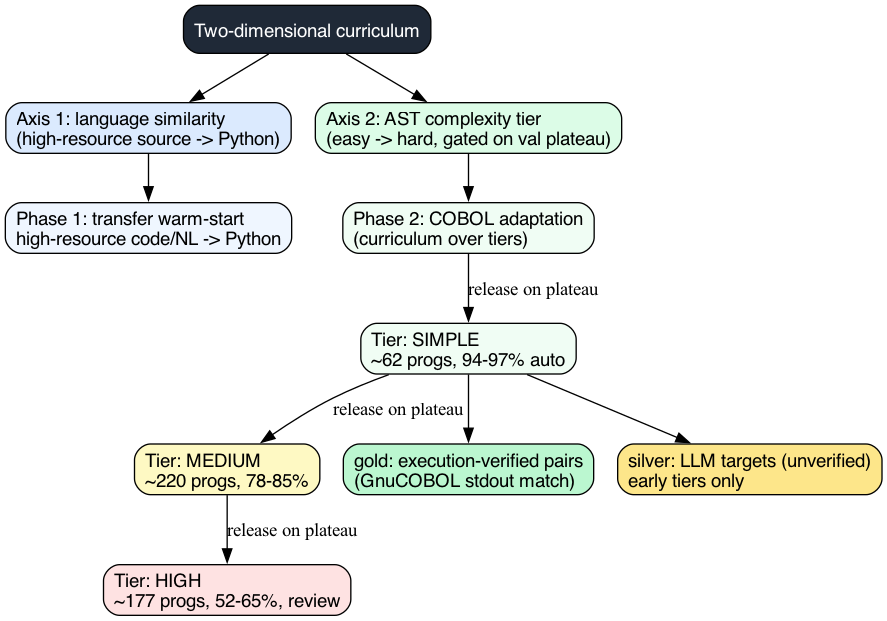 Two-dimensional curriculum
Axis 1: language similarity
(high-resource source -> Python)
Axis 2: AST complexity tier
(easy -> hard, gated on val plateau)
Phase 1: transfer warm-start
high-resource code/NL -> Python
Phase 2: COBOL adaptation
(curriculum over tiers)
release on plateau
Tier: SIMPLE
~62 progs, 94-97% auto
release on plateau
Tier: MEDIUM
~220 progs, 78-85%
gold: execution-verified pairs
(GnuCOBOL stdout match)
silver: LLM targets (unverified)
early tiers only
release on plateau
Tier: HIGH
~177 progs, 52-65%, review